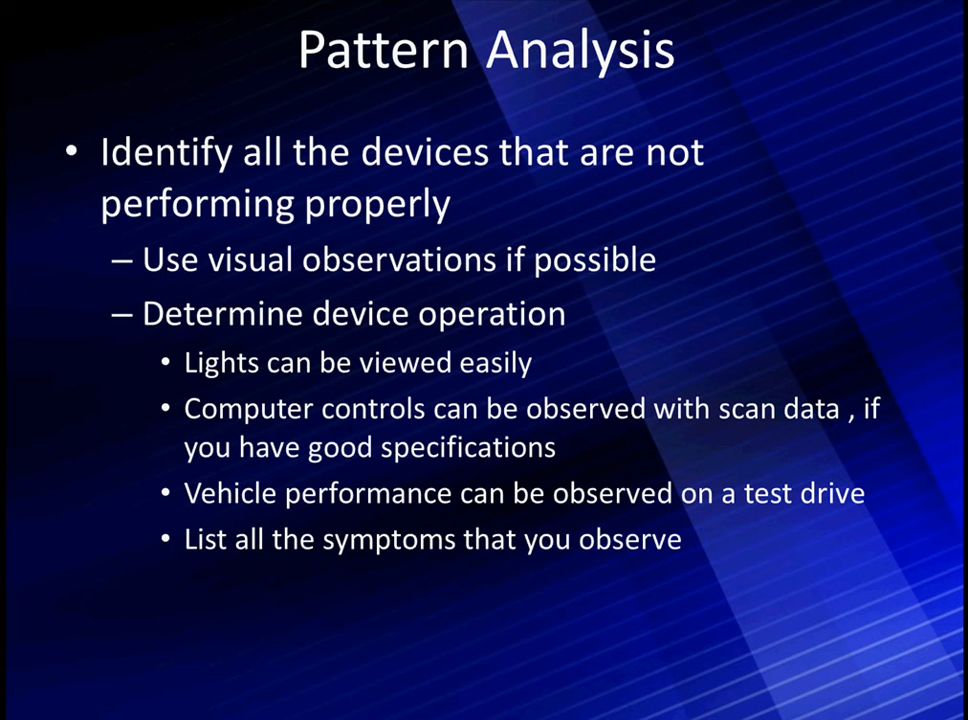 Pattern Analysis
• Identify all the devices that are not
performing properly
– Use visual observations if possible
– Determine device operation
• Lights can be viewed easily
• Computer controls can be observed with scan data , if
you have good specifications
• Vehicle performance can be observed on a test drive
• List all the symptoms that you observe